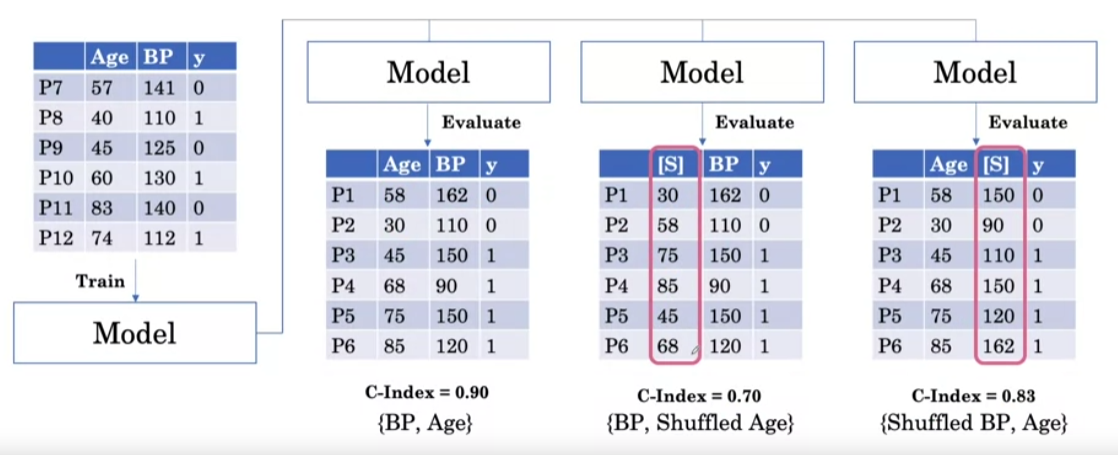 Age BP y
P7 57 141 0
P8 40 110 1
P9 45 125 0
P10 60 130 1
P11 83 140 0
P12 74 112 1
Train
Model
Model
Evaluate
Age BP y
P1 58 162 0
P2 30 110 0
P3 45 150 1
P4 68 90 1
P5 75 150 1
P6 85 120 1
C-Index = 0.90
{BP, Age}
Model
Evaluate
[S] BP y
P1 30 162 0
P2 58 110 0
P3 75 150 1
P4 85 90 1
P5 45 150 1
P6 68 120 1
C-Index = 0.70
{BP, Shuffled Age}
Model
Evaluate
Age [S] y
P1 58 150 0
P2 30 90 0
P3 45 110 1
P4 68 150 1
P5 75 120 1
P6 85 162 1
C-Index = 0.83
{Shuffled BP, Age}